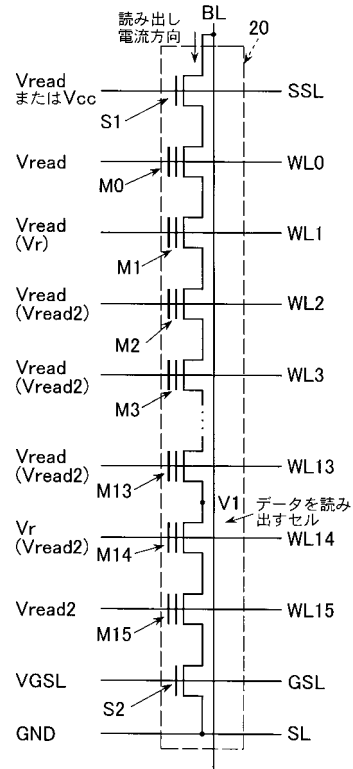 読み出し
電流方向
BL
20
Vread
またはVcc
S1
SSL
Vread
M0
WL0
Vread
(Vr)
M1
WL1
Vread
(Vread2)
M2
WL2
Vread
(Vread2)
M3
WL3
Vread
(Vread2)
M13
WL13
V1
データを読み
出すセル
Vr
(Vread2)
M14
WL14
Vread2
M15
WL15
VGSL
S2
GSL
GND
SL